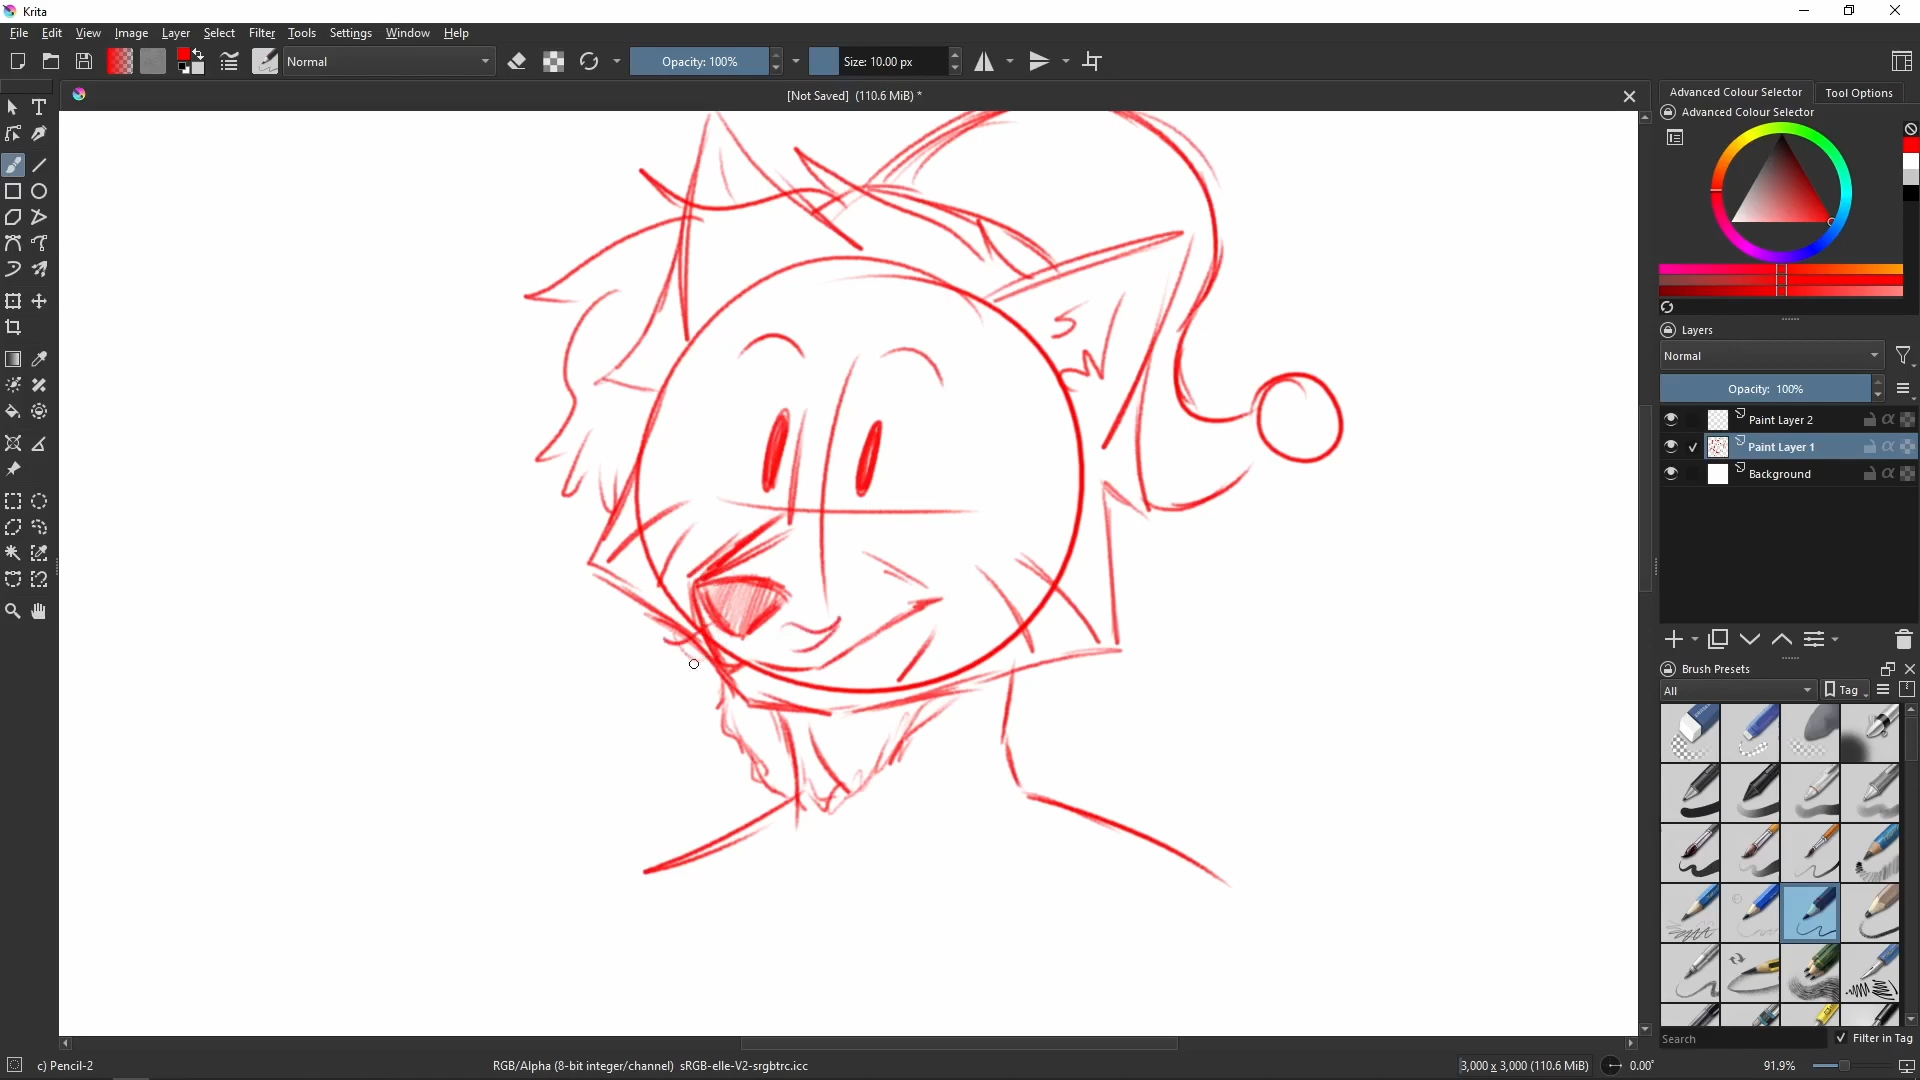 Krita
File Edit View Image Layer Select Filter Tools Settings Window Help
Normal
Opacity: 100%
Size: 10.00 px
[Not Saved] (110.6 MiB) *
Advanced Colour Selector
Tool Options
Advanced Colour Selector
Layers
Normal
Opacity: 100%
Paint Layer 2
Paint Layer 1
Background
Brush Presets
All
Tag
Search
Filter in Tag
c) Pencil-2
RGB/Alpha (8-bit integer/channel) sRGB-elle-V2-srgbtrc.icc
3,000 x 3,000 (110.6 MiB)
0.00°
91.9%